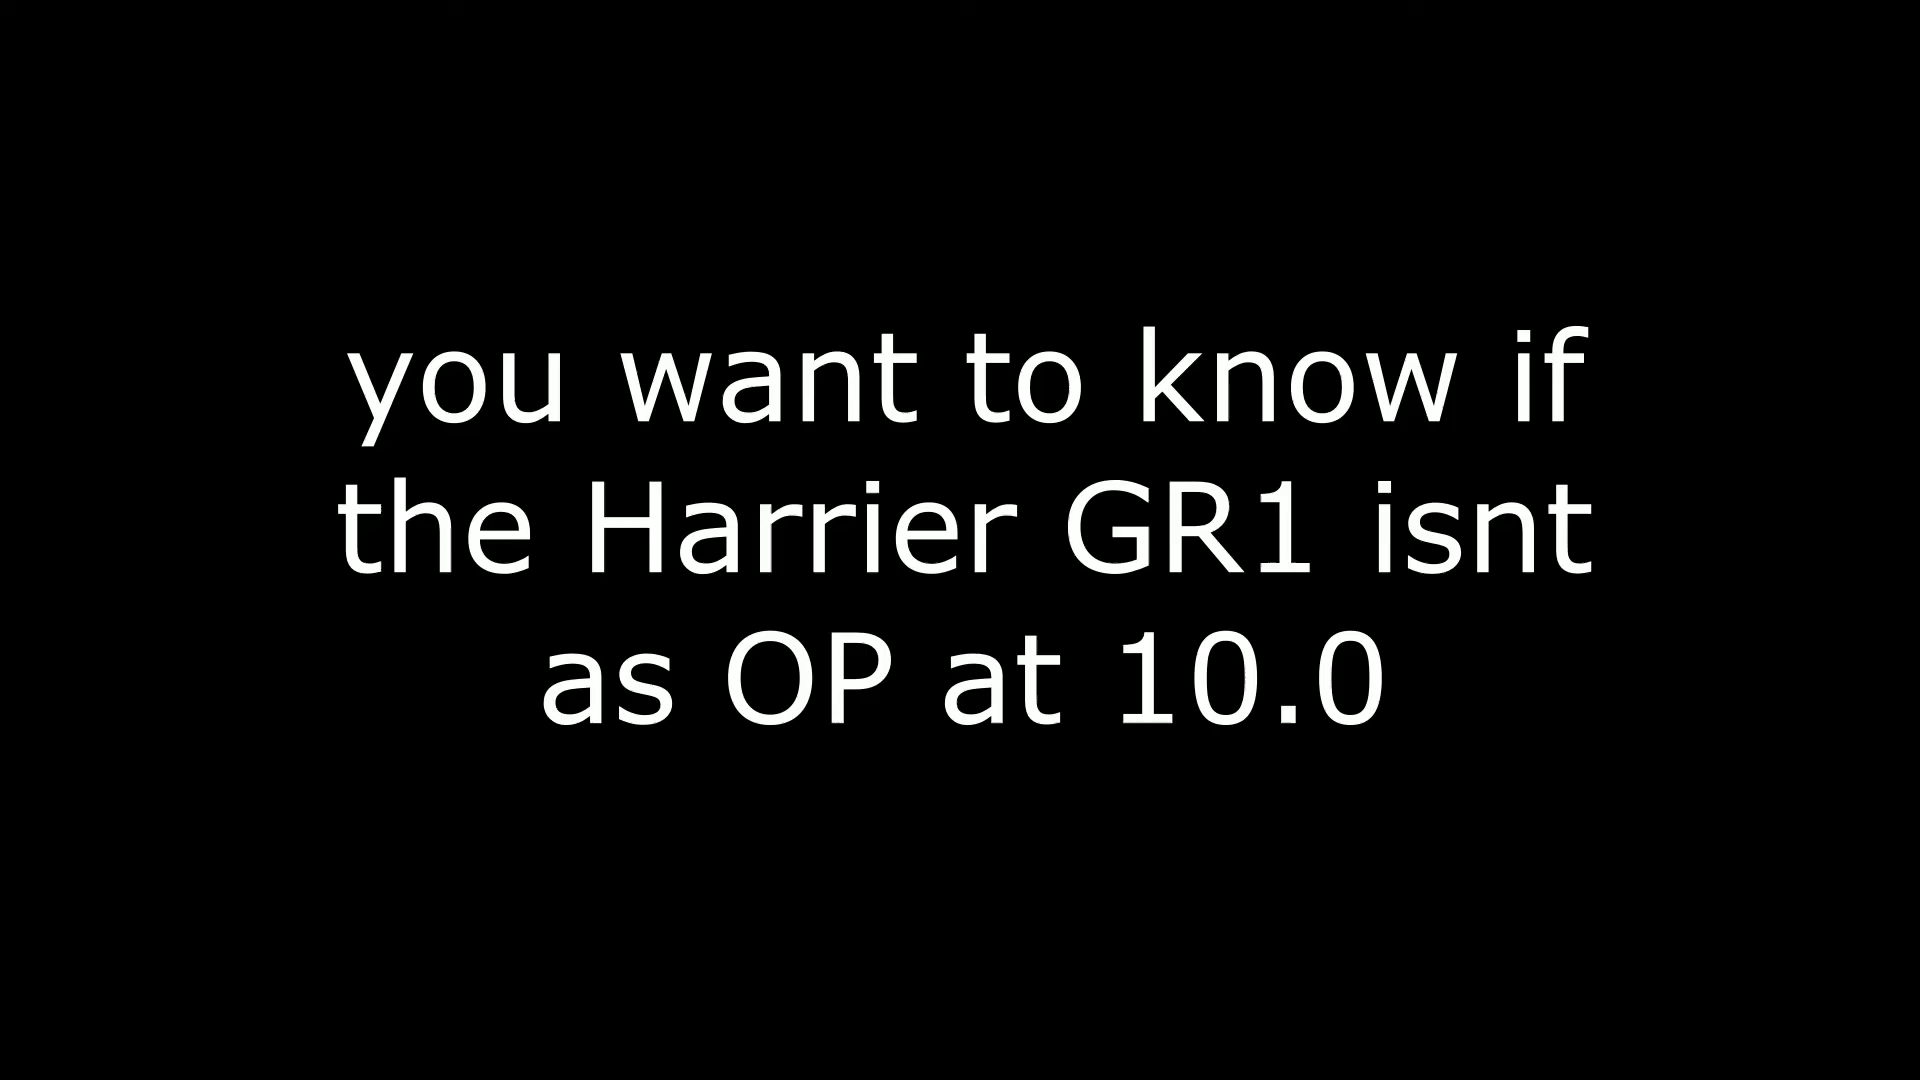 you want to know if
the Harrier GR1 isnt
as OP at 10.0